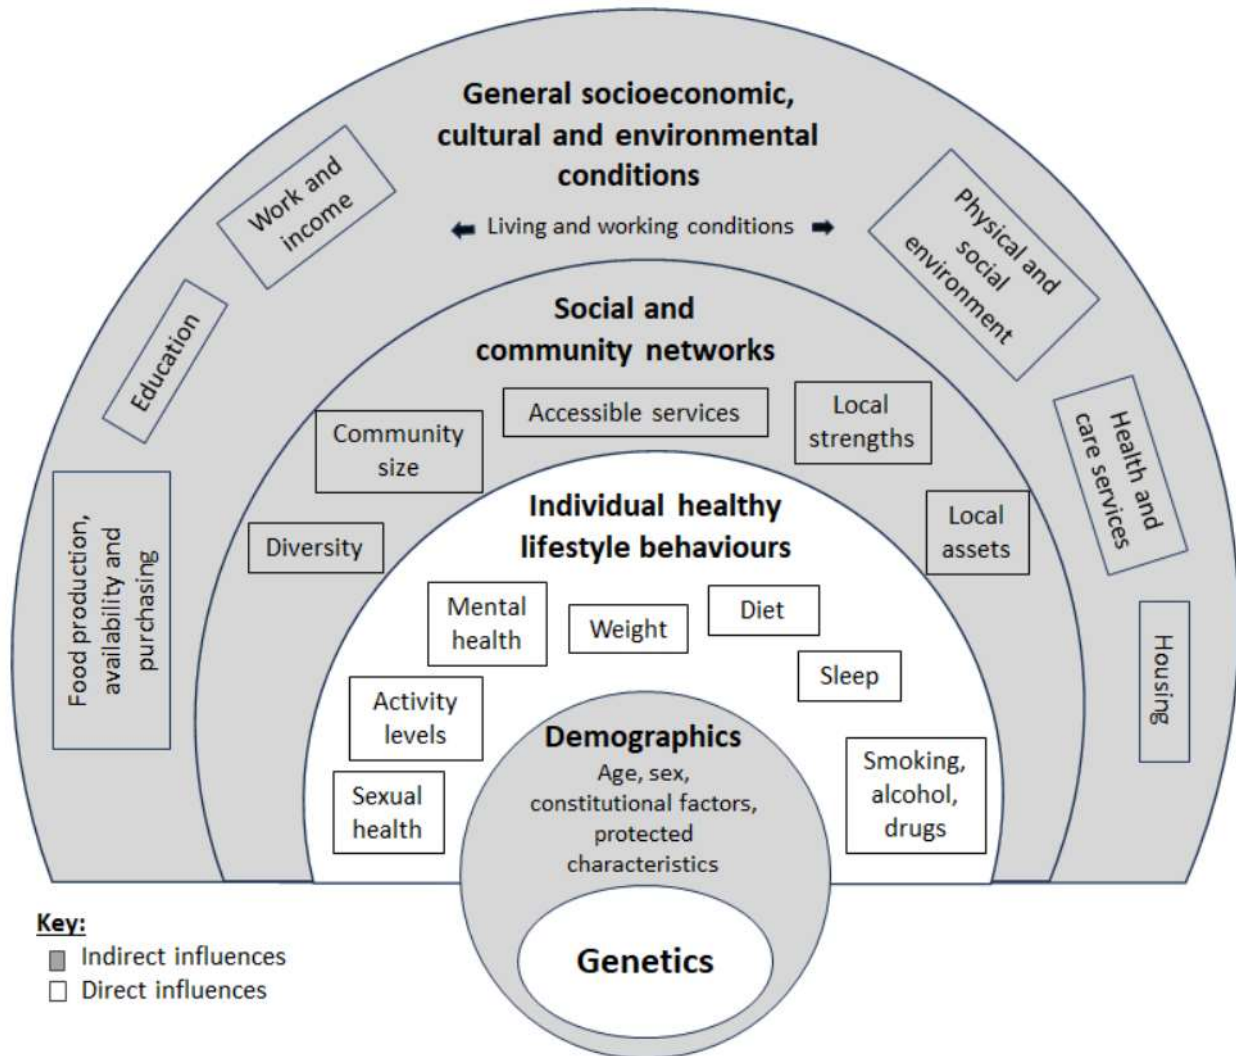 General socioeconomic,
cultural and environmental
conditions
Living and working conditions
Work and
income
Education
Food production,
availability and
purchasing
Physical and
social
environment
Health and
care services
Housing
Social and
community networks
Accessible services
Local
strengths
Community
size
Diversity
Local
assets
Individual healthy
lifestyle behaviours
Mental
health
Weight
Diet
Sleep
Activity
levels
Sexual
health
Smoking,
alcohol,
drugs
Demographics
Age, sex,
constitutional factors,
protected
characteristics
Genetics
Key:
Indirect influences
Direct influences